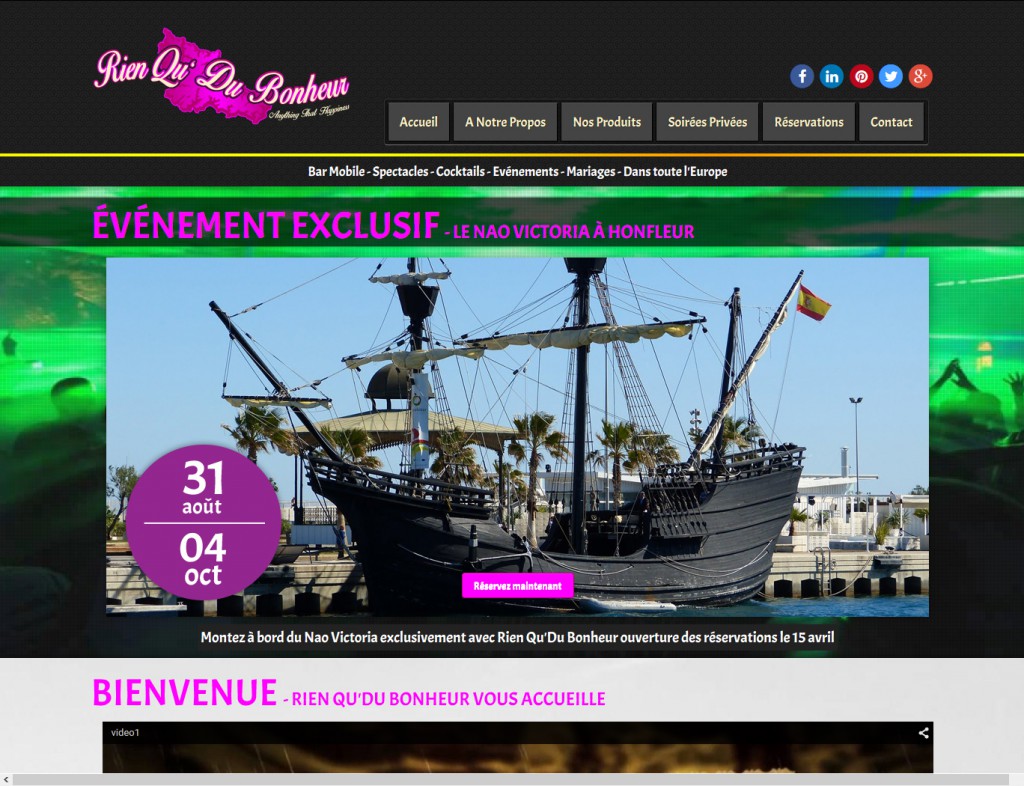 Rien Qu' Du Bonheur
Anything That Happiness
Accueil
A Notre Propos
Nos Produits
Soirées Privées
Réservations
Contact
Bar Mobile - Spectacles - Cocktails - Evénements - Mariages - Dans toute l'Europe
ÉVÉNEMENT EXCLUSIF - LE NAO VICTORIA À HONFLEUR
31
août
04
oct
Réservez maintenant
Montez à bord du Nao Victoria exclusivement avec Rien Qu'Du Bonheur ouverture des réservations le 15 avril
BIENVENUE - RIEN QU'DU BONHEUR VOUS ACCUEILLE
video1